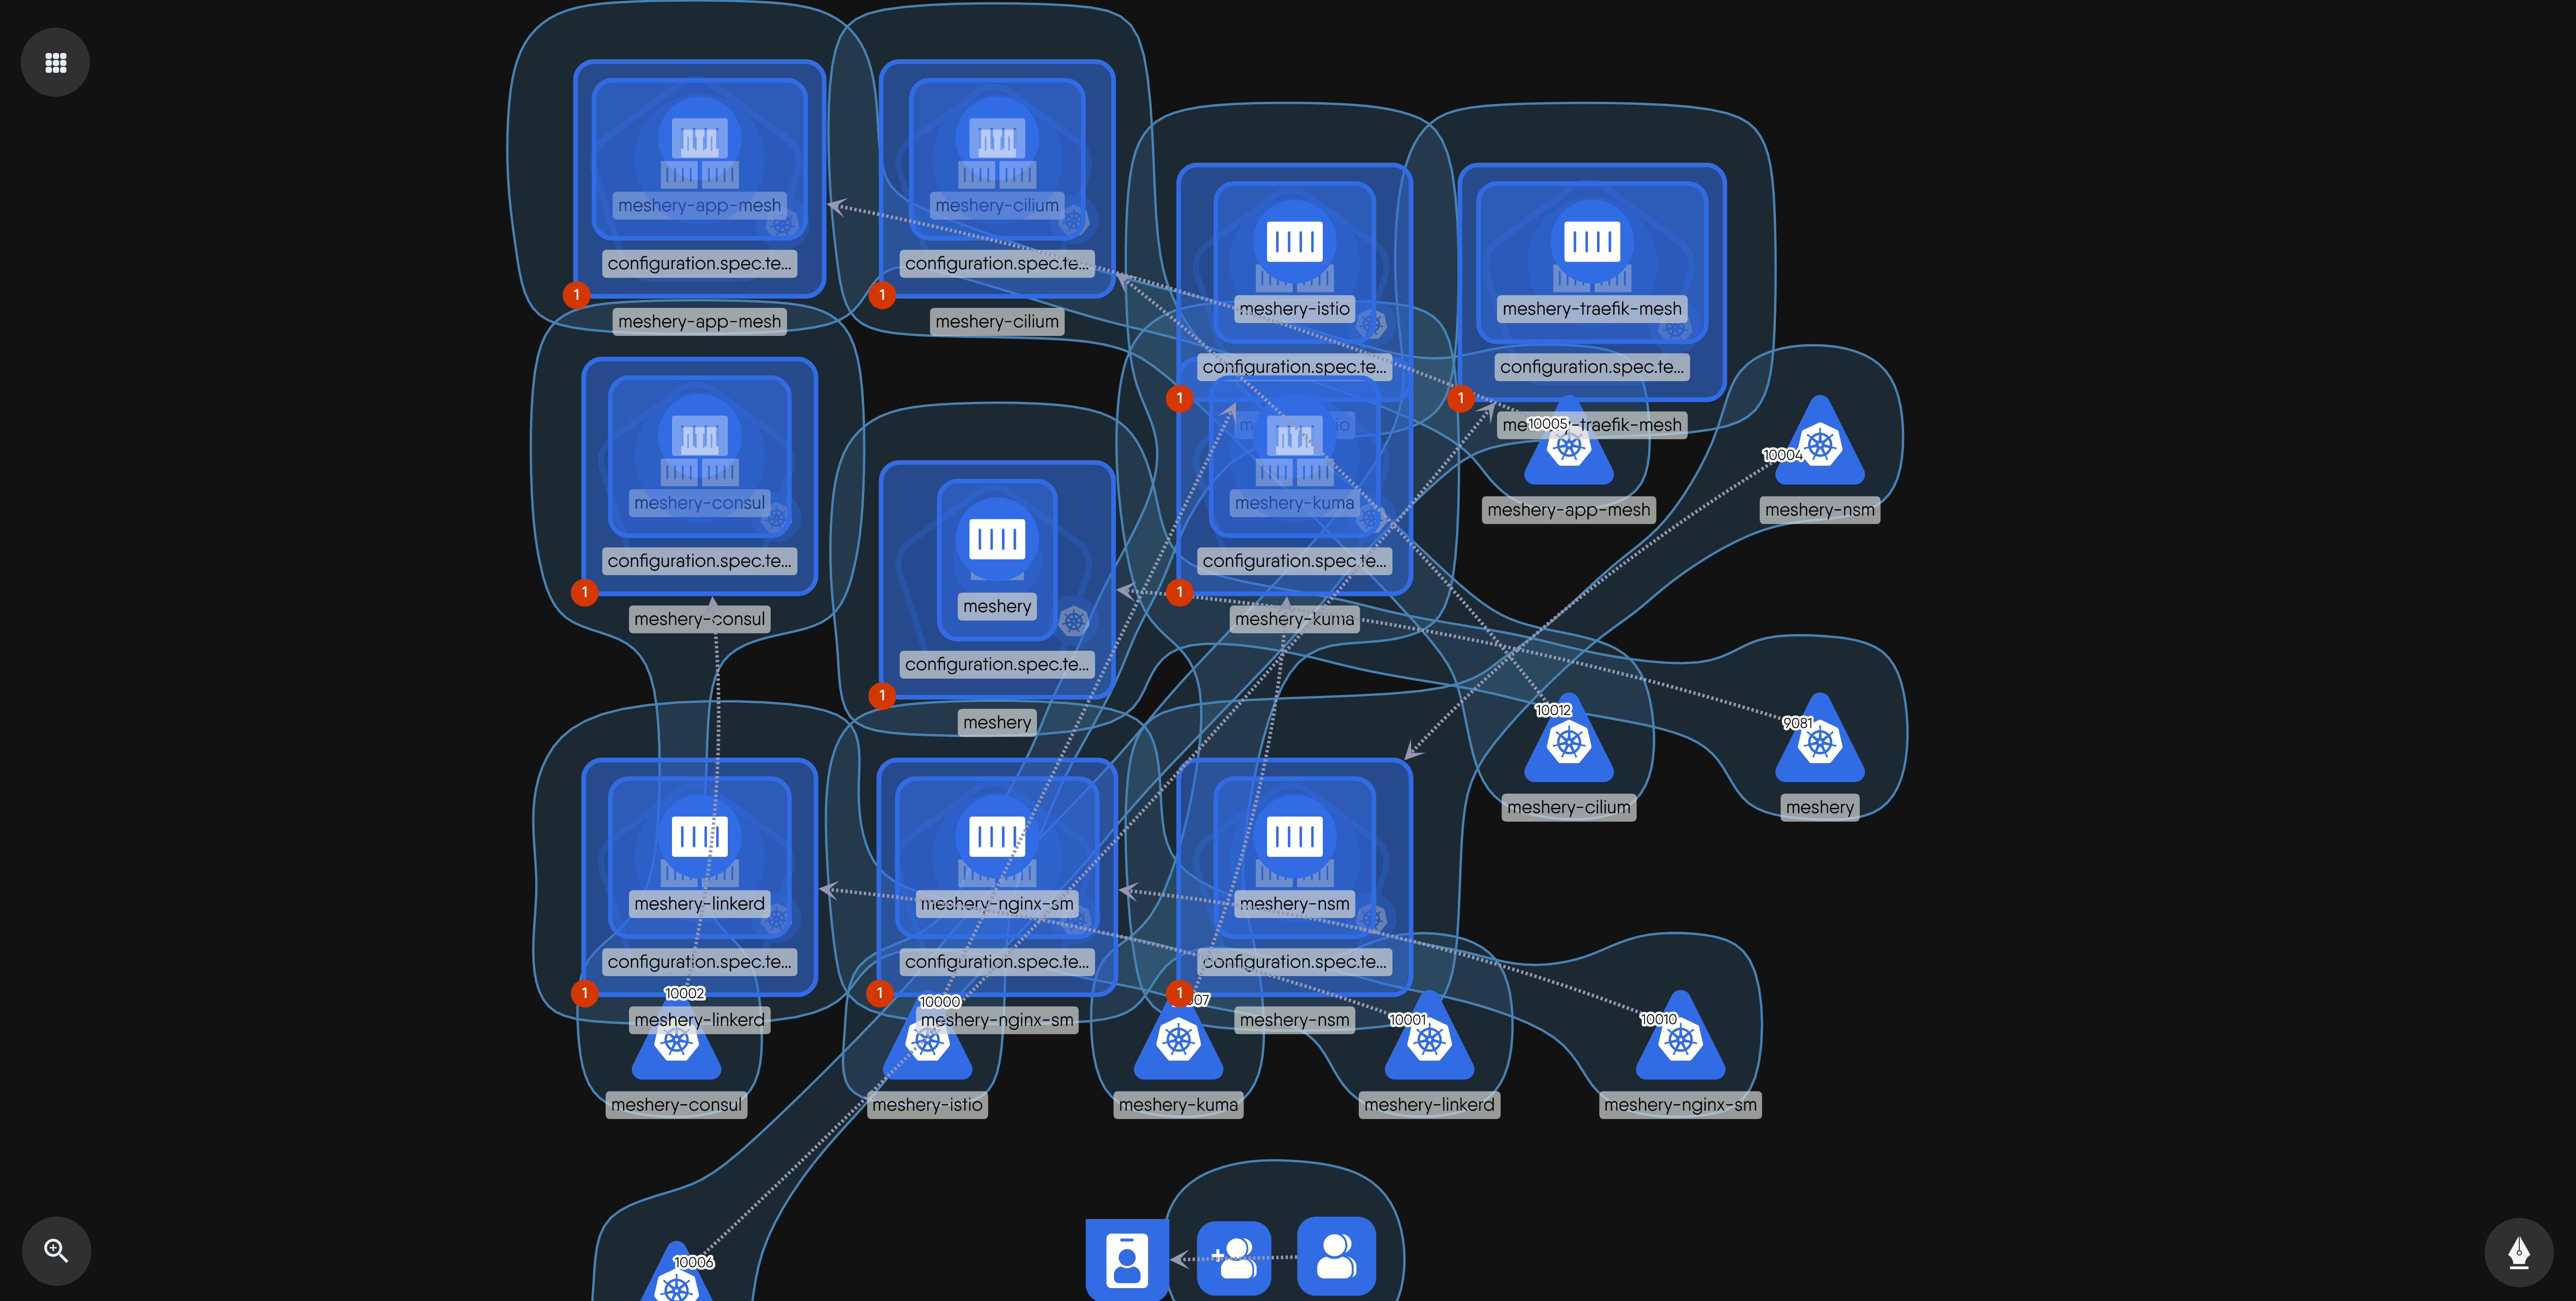 meshery-app-mesh
configuration.spec.te...
1
meshery-app-mesh
meshery-cilium
configuration.spec.te...
1
meshery-cilium
meshery-istio
configuration.spec.te...
1
meshery-traefik-mesh
configuration.spec.te...
1
10005
meshery-app-mesh
10004
meshery-nsm
meshery-consul
configuration.spec.te...
1
meshery-consul
meshery
configuration.spec.te...
1
meshery
meshery-kuma
configuration.spec.te...
1
meshery-kuma
10012
meshery-cilium
9081
meshery
meshery-linkerd
configuration.spec.te...
1
meshery-linkerd
meshery-nginx-sm
configuration.spec.te...
1
meshery-nginx-sm
meshery-nsm
configuration.spec.te...
1
meshery-nsm
10002
meshery-consul
10000
meshery-istio
meshery-kuma
10001
meshery-linkerd
10010
meshery-nginx-sm
10006